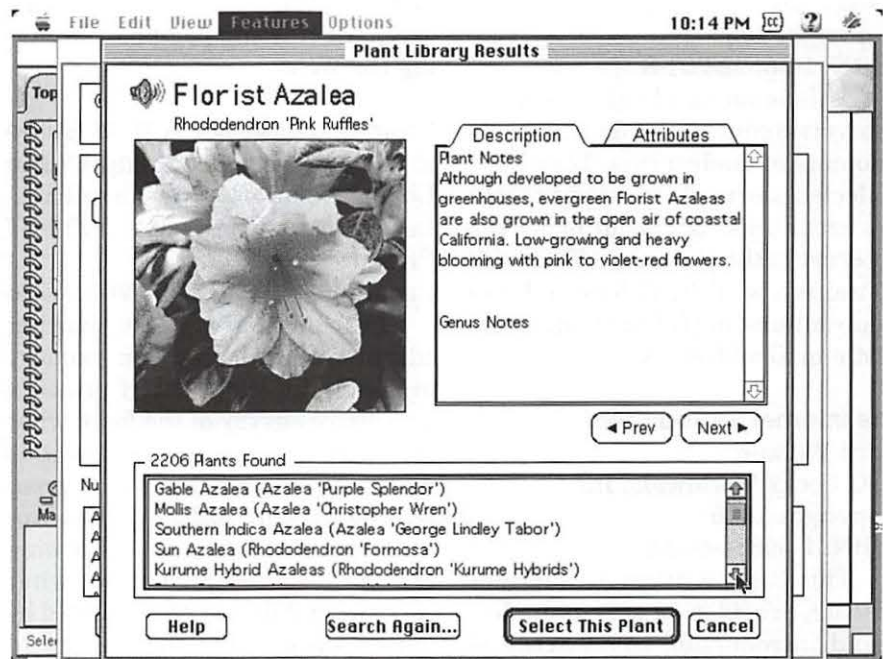 File Edit View Features Options 10:14 PM
Plant Library Results
Top
Florist Azalea
Rhododendron 'Pink Ruffles'
Description
Attributes
Plant Notes
Although developed to be grown in
greenhouses, evergreen Florist Azaleas
are also grown in the open air of coastal
California. Low-growing and heavy
blooming with pink to violet-red flowers.
Genus Notes
◄ Prev
Next ►
2206 Plants Found
Nu
Ma
Gable Azalea (Azalea 'Purple Splendor')
Mollis Azalea (Azalea 'Christopher Wren')
Southern Indica Azalea (Azalea 'George Lindley Tabor')
Sun Azalea (Rhododendron 'Formosa')
Kurume Hybrid Azaleas (Rhododendron 'Kurume Hybrids')
A
A
A
A
Help
Search Again...
Select This Plant
Cancel
Sele